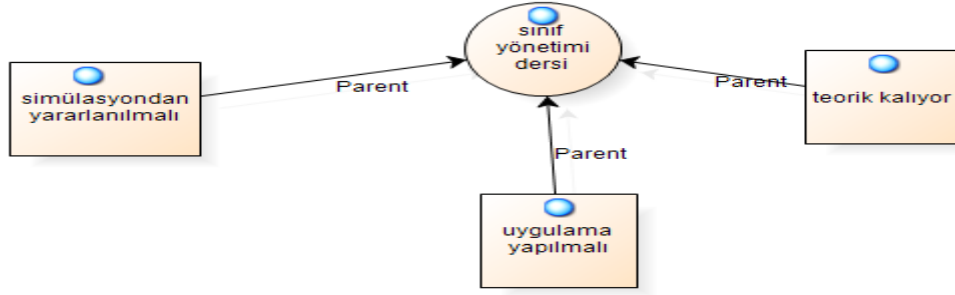 sınıf
yönetimi
dersi
simülasyondan
yararlanılmalı
Parent
Parent
teorik kalıyor
Parent
uygulama
yapılmalı